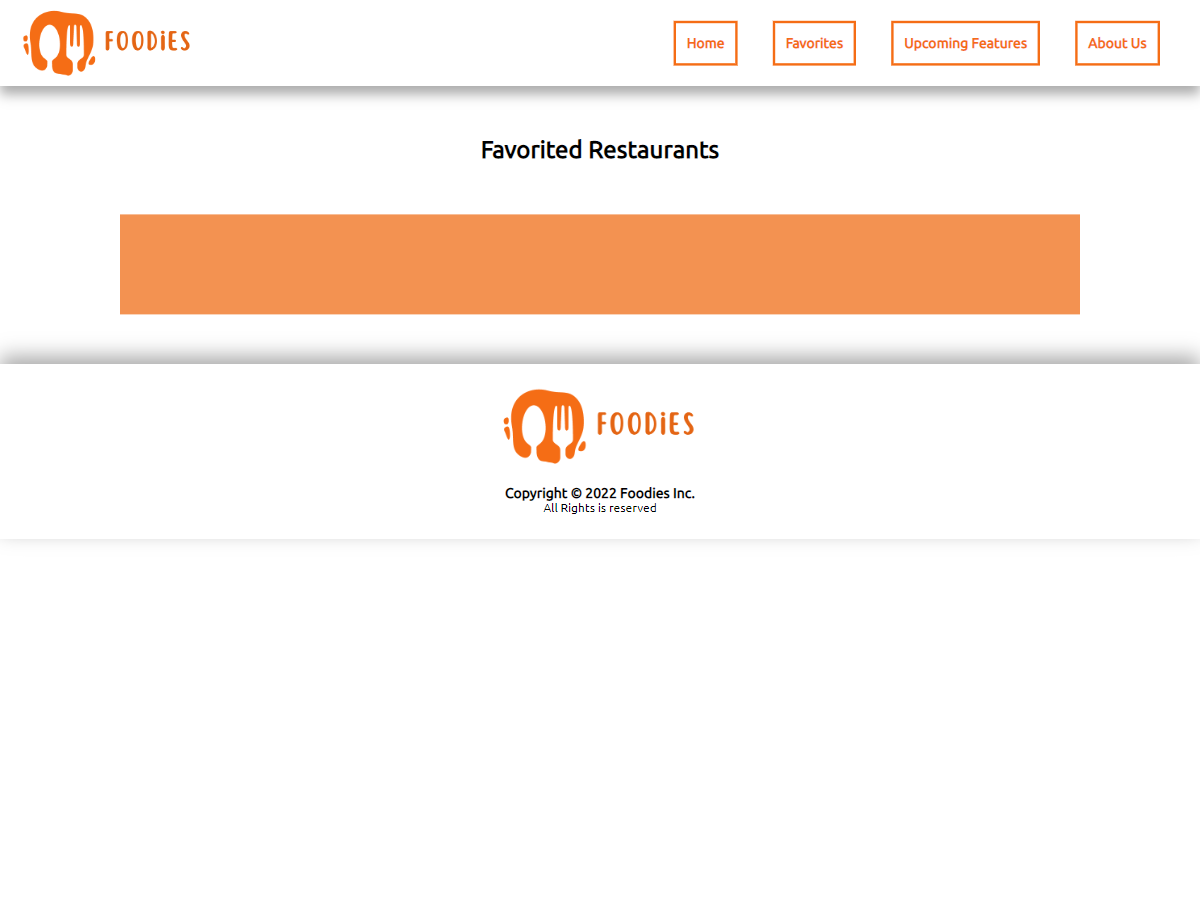 FOODiES
Home
Favorites
Upcoming Features
About Us
Favorited Restaurants
FOODiES
Copyright © 2022 Foodies Inc.
All Rights is reserved